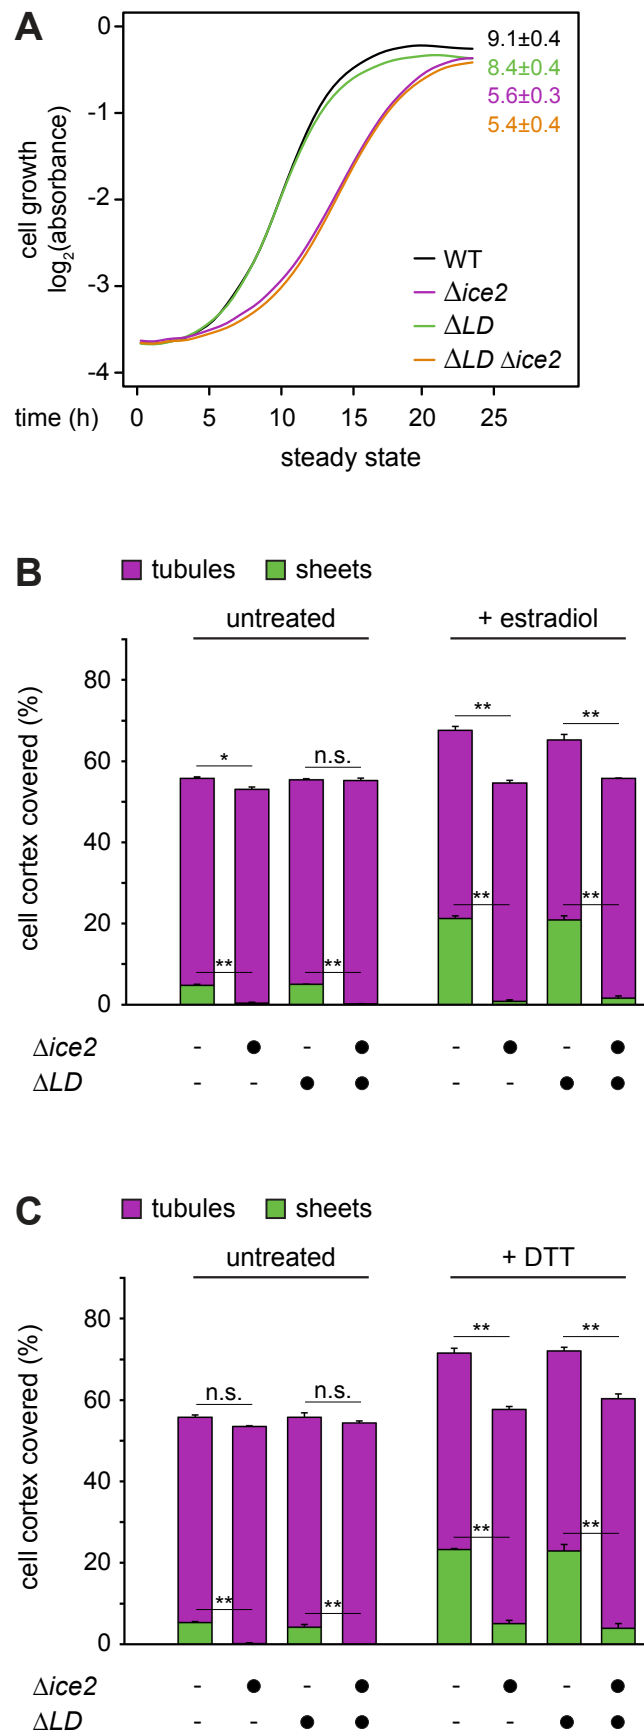 A
0
-1
-2
-3
-4
cell growth
log2(absorbance)
9.1±0.4
8.4±0.4
5.6±0.3
5.4±0.4
WT
Δice2
ΔLD
ΔLD Δice2
time (h) 0 5 10 15 20 25
steady state
B
tubules sheets
untreated + estradiol
cell cortex covered (%)
80
60
40
20
0
* n.s. ** **
** ** ** **
Δice2 - ● - ● - ● - ●
ΔLD - - ● ● - - ● ●
C
tubules sheets
untreated + DTT
cell cortex covered (%)
80
60
40
20
0
n.s. n.s. ** **
** ** ** **
Δice2 - ● - ● - ● - ●
ΔLD - - ● ● - - ● ●